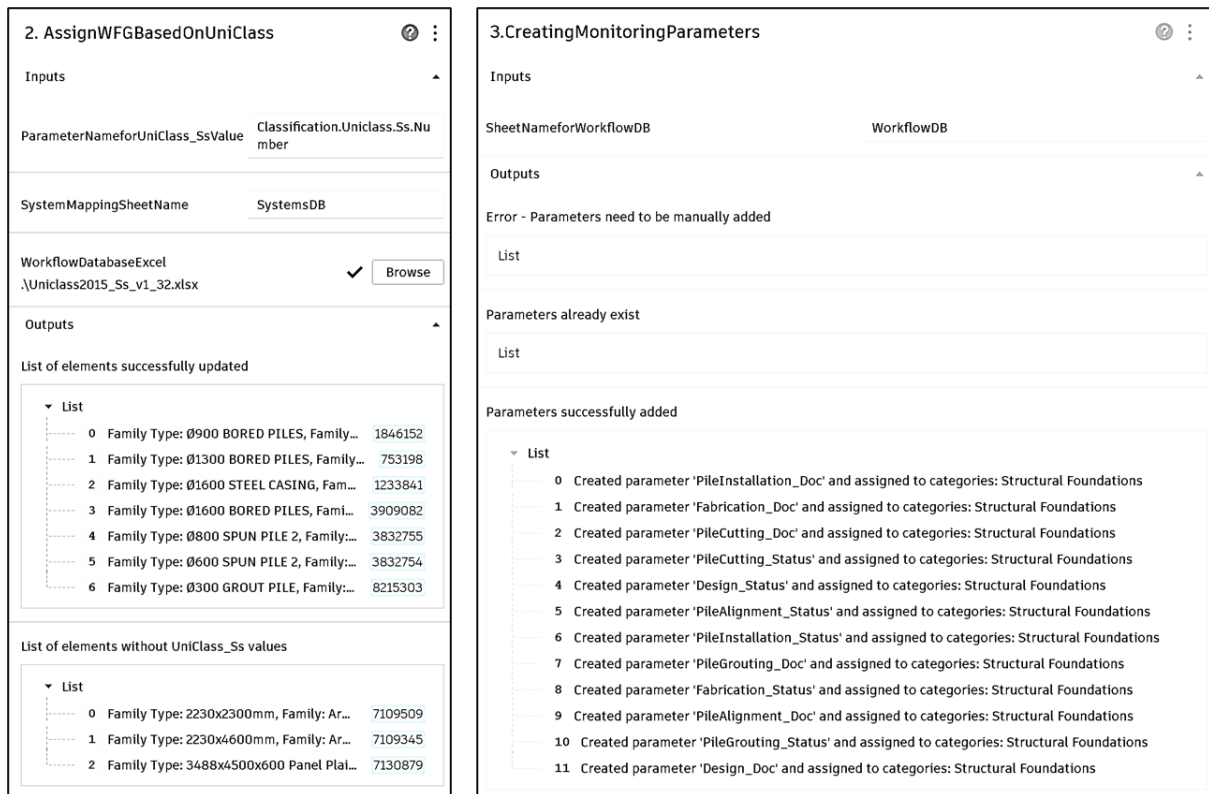 2. AssignWFGBasedOnUniClass
Inputs
ParameterNameforUniClass_SsValue
Classification.Uniclass.Ss.Nu
mber
SystemMappingSheetName
SystemsDB
WorkflowDatabaseExcel
.\Uniclass2015_Ss_v1_32.xlsx
Browse
Outputs
List of elements successfully updated
List
0 Family Type: Ø900 BORED PILES, Family... 1846152
1 Family Type: Ø1300 BORED PILES, Family... 753198
2 Family Type: Ø1600 STEEL CASING, Fam... 1233841
3 Family Type: Ø1600 BORED PILES, Fami... 3909082
4 Family Type: Ø800 SPUN PILE 2, Family:... 3832755
5 Family Type: Ø600 SPUN PILE 2, Family:... 3832754
6 Family Type: Ø300 GROUT PILE, Family:... 8215303
List of elements without UniClass_Ss values
List
0 Family Type: 2230x2300mm, Family: Ar... 7109509
1 Family Type: 2230x4600mm, Family: Ar... 7109345
2 Family Type: 3488x4500x600 Panel Plai... 7130879
3.CreatingMonitoringParameters
Inputs
SheetNameforWorkflowDB
WorkflowDB
Outputs
Error - Parameters need to be manually added
List
Parameters already exist
List
Parameters successfully added
List
0 Created parameter 'PileInstallation_Doc' and assigned to categories: Structural Foundations
1 Created parameter 'Fabrication_Doc' and assigned to categories: Structural Foundations
2 Created parameter 'PileCutting_Doc' and assigned to categories: Structural Foundations
3 Created parameter 'PileCutting_Status' and assigned to categories: Structural Foundations
4 Created parameter 'Design_Status' and assigned to categories: Structural Foundations
5 Created parameter 'PileAlignment_Status' and assigned to categories: Structural Foundations
6 Created parameter 'PileInstallation_Status' and assigned to categories: Structural Foundations
7 Created parameter 'PileGrouting_Doc' and assigned to categories: Structural Foundations
8 Created parameter 'Fabrication_Status' and assigned to categories: Structural Foundations
9 Created parameter 'PileAlignment_Doc' and assigned to categories: Structural Foundations
10 Created parameter 'PileGrouting_Status' and assigned to categories: Structural Foundations
11 Created parameter 'Design_Doc' and assigned to categories: Structural Foundations